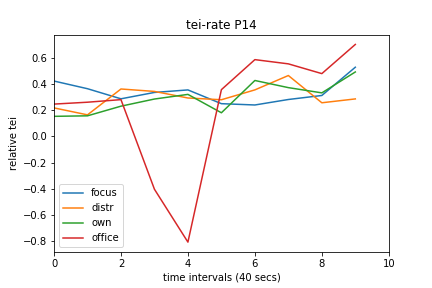 tei-rate P14
relative tei
0.6
0.4
0.2
0.0
−0.2
−0.4
−0.6
−0.8
focus
distr
own
office
0 2 4 6 8 10
time intervals (40 secs)